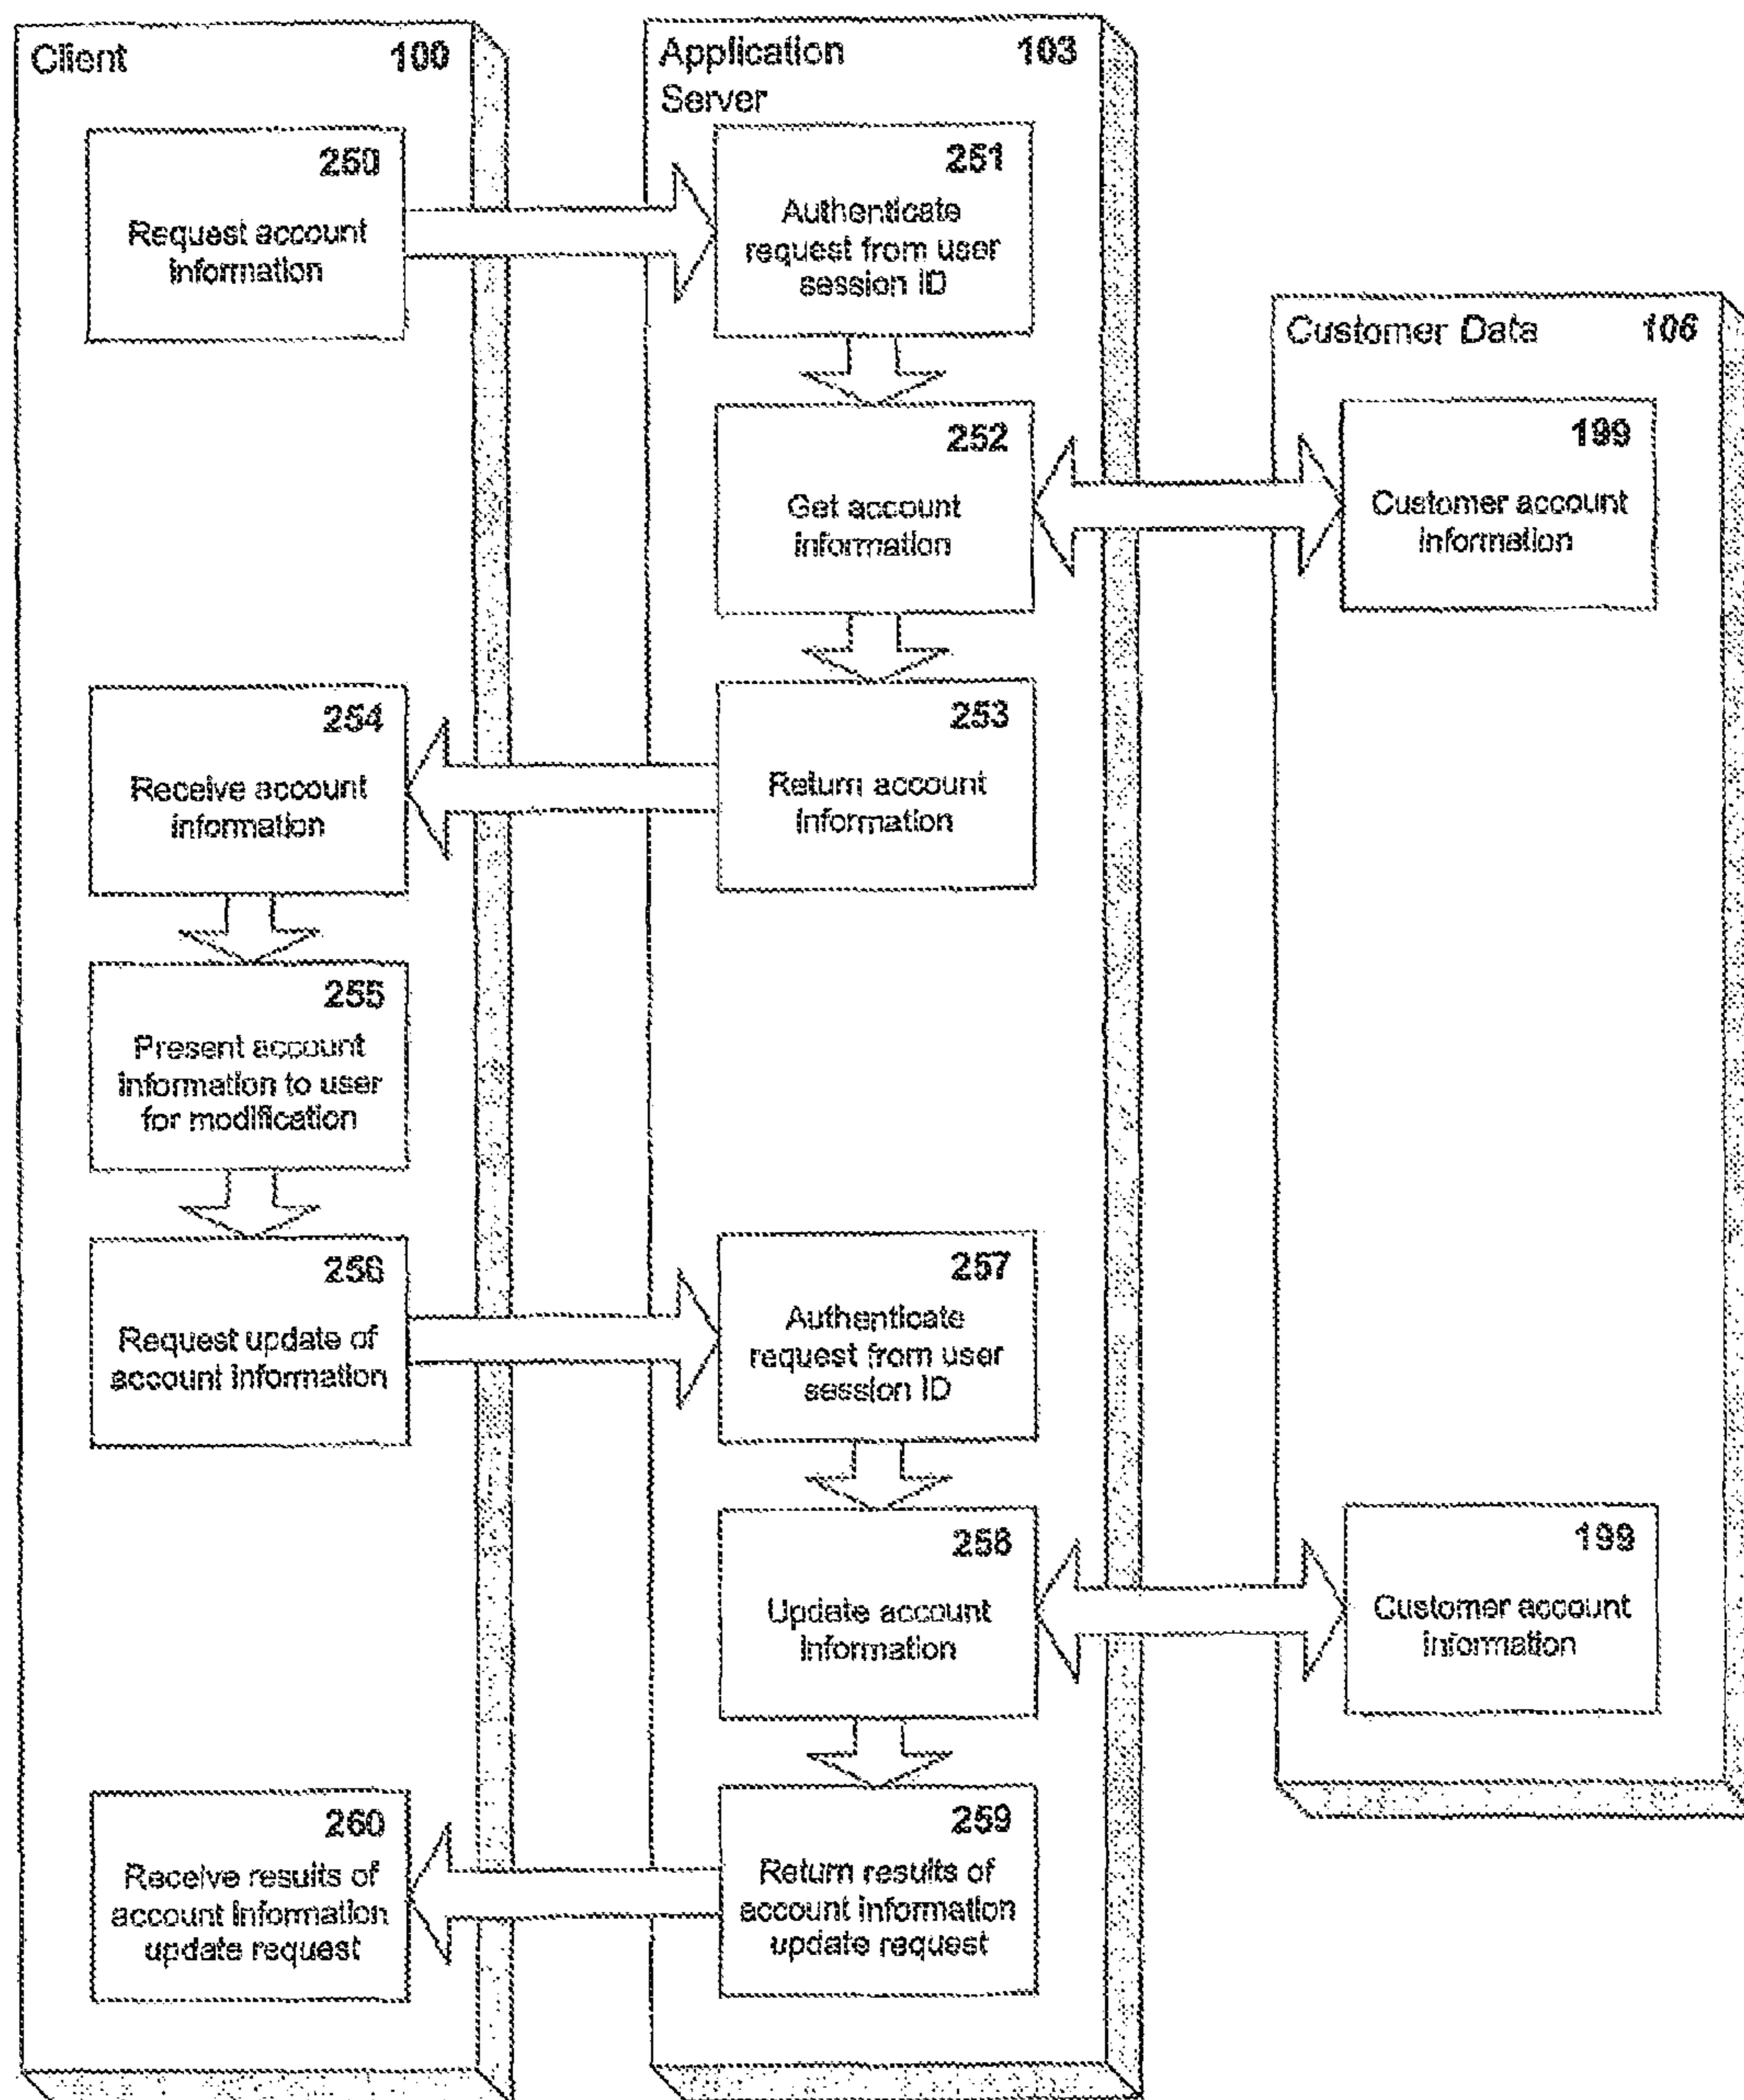 Client 100
Application 103
Server
250
Request account
information
251
Authenticate
request from user
session ID
Customer Data 106
252
Get account
information
199
Customer account
information
254
Receive account
information
253
Return account
information
255
Present account
information to user
for modification
256
Request update of
account information
257
Authenticate
request from user
session ID
258
Update account
information
199
Customer account
information
260
Receive results of
account information
update request
259
Return results of
account information
update request